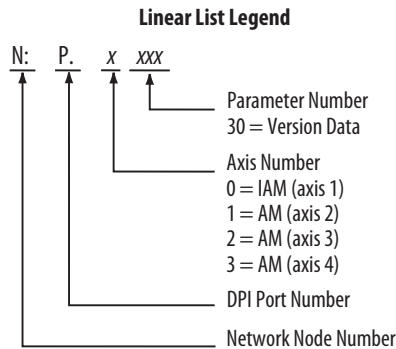 Linear List Legend
N: P. x xxx
Parameter Number
30 = Version Data
Axis Number
0 = IAM (axis 1)
1 = AM (axis 2)
2 = AM (axis 3)
3 = AM (axis 4)
DPI Port Number
Network Node Number